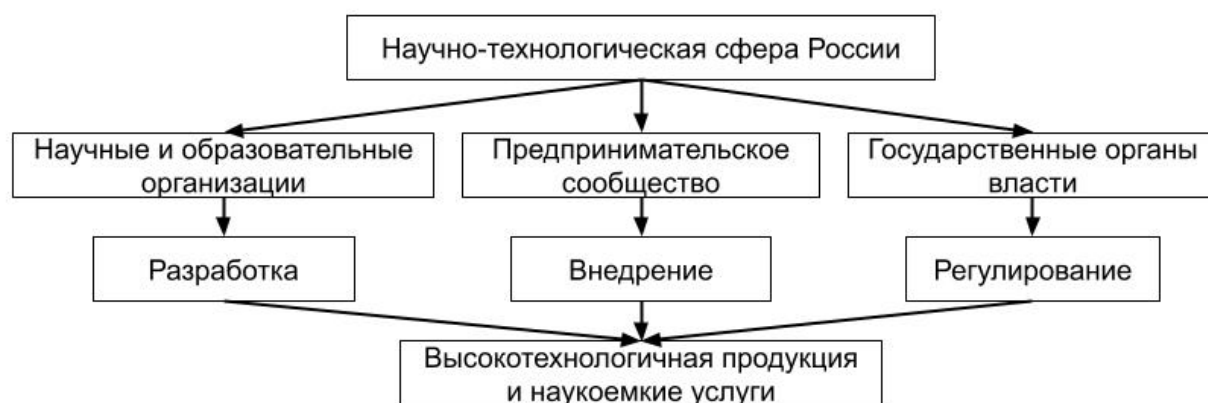 Научно-технологическая сфера России
Научные и образовательные
организации
Предпринимательское
сообщество
Государственные органы
власти
Разработка
Внедрение
Регулирование
Высокотехнологичная продукция
и наукоемкие услуги